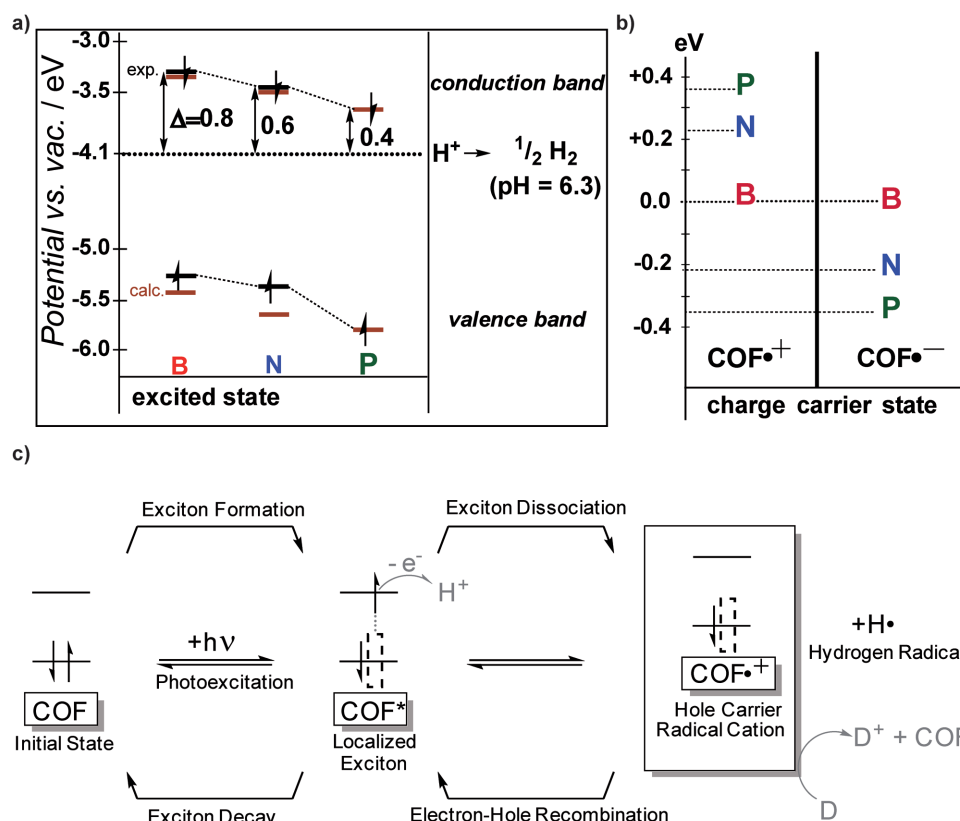 a)
Potential vs. vac. / eV
-3.0
-3.5
-4.1
-5.0
-5.5
-6.0
exp.
Δ=0.8
0.6
0.4
calc.
B
N
P
excited state
conduction band
H⁺ → ¹/₂ H₂
(pH = 6.3)
valence band
b)
eV
+0.4
+0.2
0.0
-0.2
-0.4
P
N
B
B
N
P
COF•⁺
COF•⁻
charge carrier state
c)
Exciton Formation
Exciton Dissociation
- e⁻
H⁺
+hν
Photoexcitation
COF
Initial State
COF*
Localized
Exciton
COF•⁺
Hole Carrier
Radical Cation
+H•
Hydrogen Radica
D⁺ + COF
D
Exciton Decay
Electron-Hole Recombination